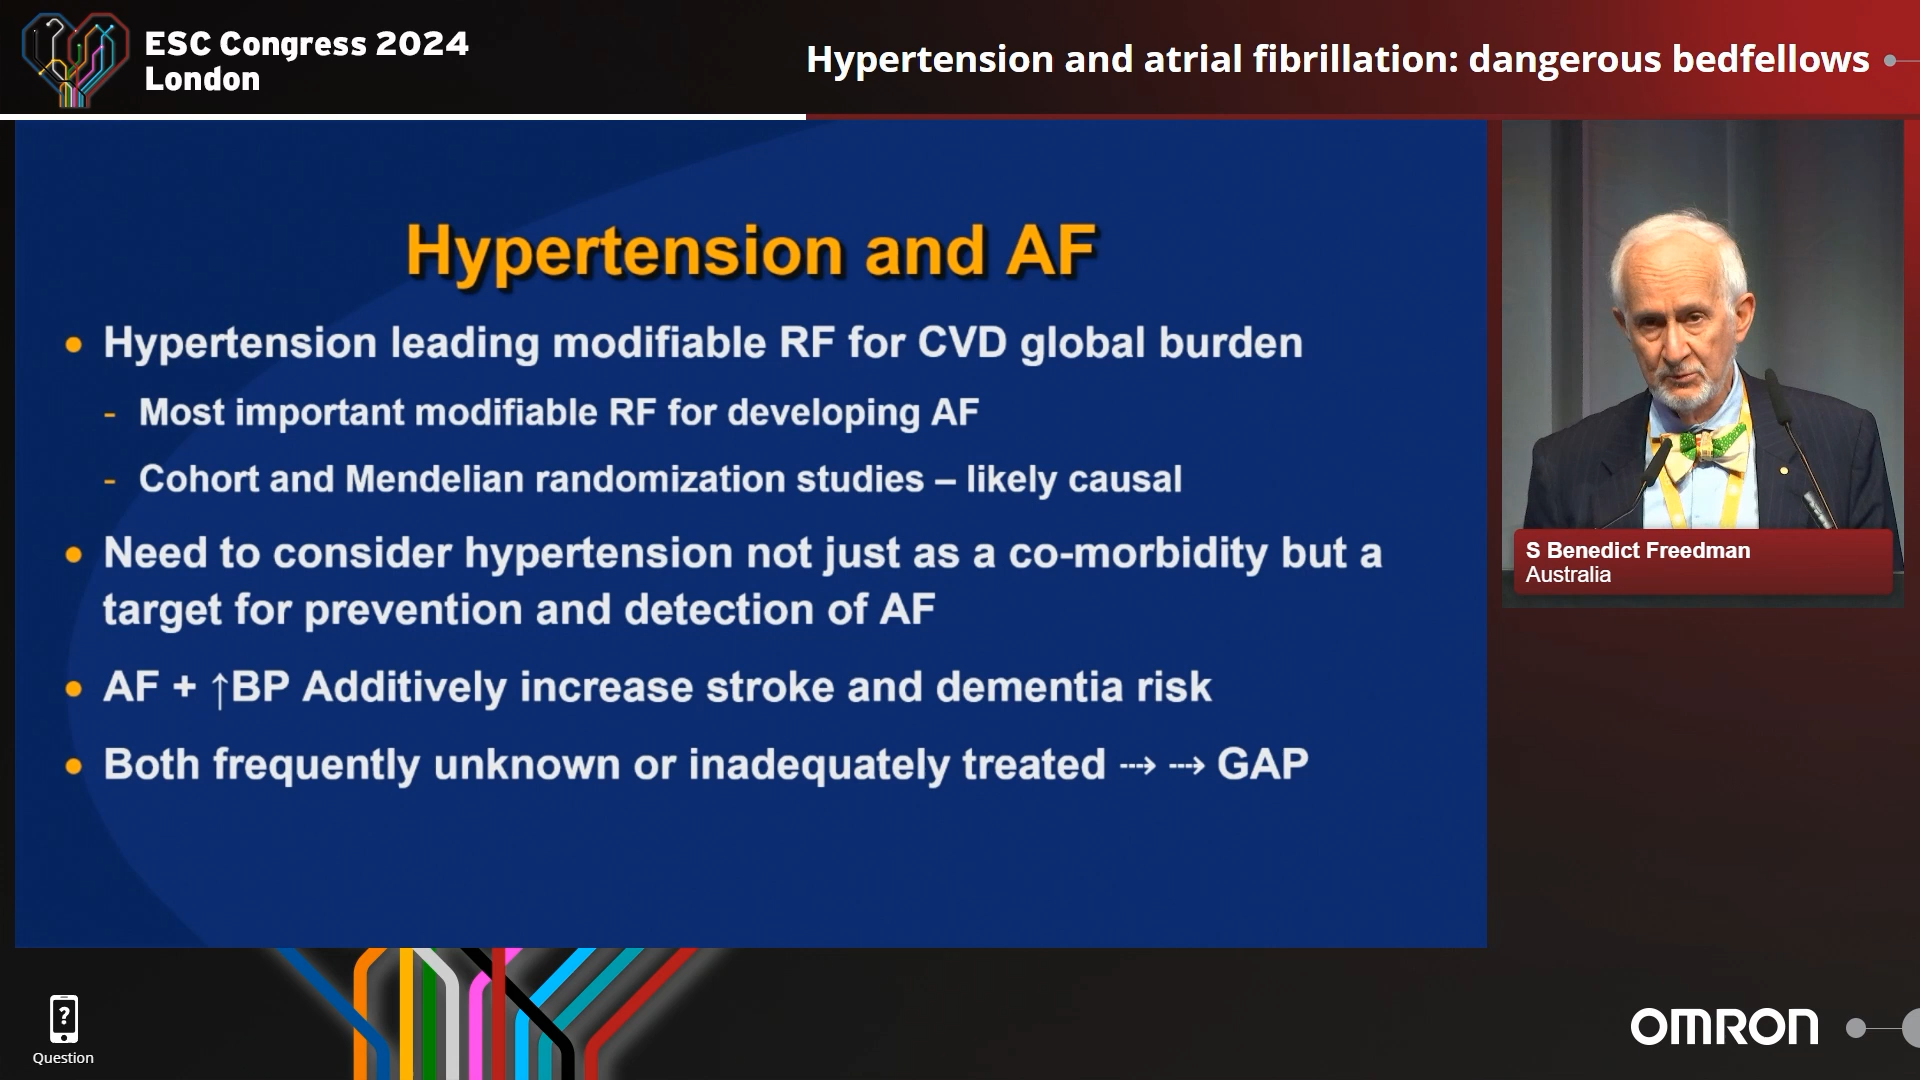 ESC Congress 2024
London
Hypertension and atrial fibrillation: dangerous bedfellows
Hypertension and AF
• Hypertension leading modifiable RF for CVD global burden
- Most important modifiable RF for developing AF
- Cohort and Mendelian randomization studies – likely causal
• Need to consider hypertension not just as a co-morbidity but a
target for prevention and detection of AF
• AF + ↑BP Additively increase stroke and dementia risk
• Both frequently unknown or inadequately treated ⤏ ⤏ GAP
S Benedict Freedman
Australia
?
Question
OMRON